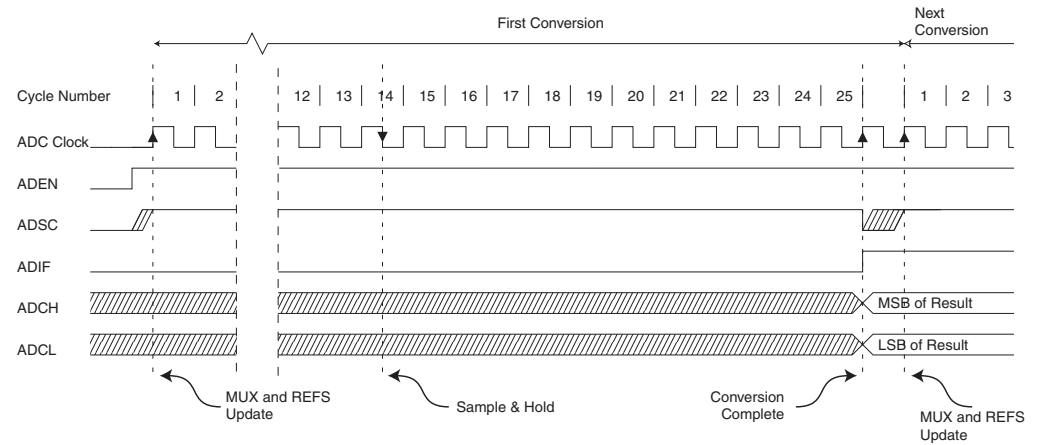 First Conversion
Next
Conversion
Cycle Number 1 2 12 13 14 15 16 17 18 19 20 21 22 23 24 25 1 2 3
ADC Clock
ADEN
ADSC
ADIF
ADCH MSB of Result
ADCL LSB of Result
MUX and REFS
Update
Sample & Hold
Conversion
Complete
MUX and REFS
Update